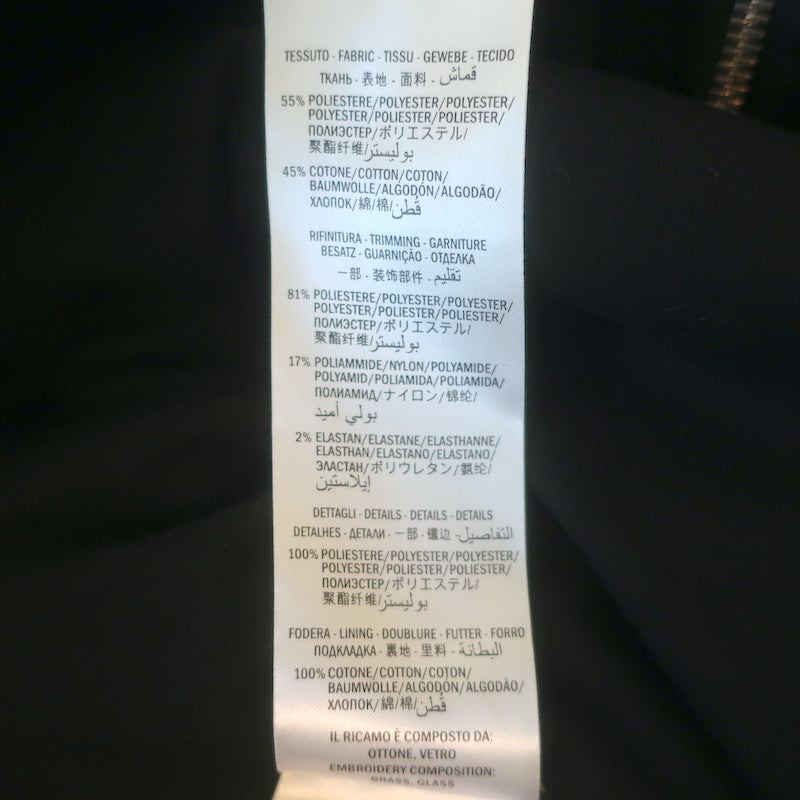 TESSUTO - FABRIC - TISSU - GEWEBE - TECIDO
ТКАНЬ - 表地 - 面料 - قماش
55% POLIESTERE/POLYESTER/POLYESTER/
POLYESTER/POLIESTER/POLIESTER/
ПОЛИЭСТЕР/ポリエステル/
聚酯纤维/بوليستر
45% COTONE/COTTON/COTON/
BAUMWOLLE/ALGODÓN/ALGODÃO/
ХЛОПОК/綿/棉/قُطن
RIFINITURA - TRIMMING - GARNITURE
BESATZ - GUARNIÇÃO - ОТДЕЛКА
一部 - 装饰部件 - تقليم
81% POLIESTERE/POLYESTER/POLYESTER/
POLYESTER/POLIESTER/POLIESTER/
ПОЛИЭСТЕР/ポリエステル/
聚酯纤维/بوليستر
17% POLIAMMIDE/NYLON/POLYAMIDE/
POLYAMID/POLIAMIDA/POLIAMIDA/
ПОЛИАМИД/ナイロン/锦纶/
بولي أميد
2% ELASTAN/ELASTANE/ELASTHANNE/
ELASTHAN/ELASTANO/ELASTANO/
ЭЛАСТАН/ポリウレタン/氨纶/
إيلاستين
DETTAGLI - DETAILS - DETAILS - DETAILS
DETALHES - ДЕТАЛИ - 一部 - 镶边 - التفاصيل
100% POLIESTERE/POLYESTER/POLYESTER/
POLYESTER/POLIESTER/POLIESTER/
ПОЛИЭСТЕР/ポリエステル/
聚酯纤维/بوليستر
FODERA - LINING - DOUBLURE - FUTTER - FORRO
ПОДКЛАДКА - 裏地 - 里料 - البطانة
100% COTONE/COTTON/COTON/
BAUMWOLLE/ALGODÓN/ALGODÃO/
ХЛОПОК/綿/棉/قُطن
IL RICAMO È COMPOSTO DA:
OTTONE, VETRO
EMBROIDERY COMPOSITION:
BRASS, GLASS